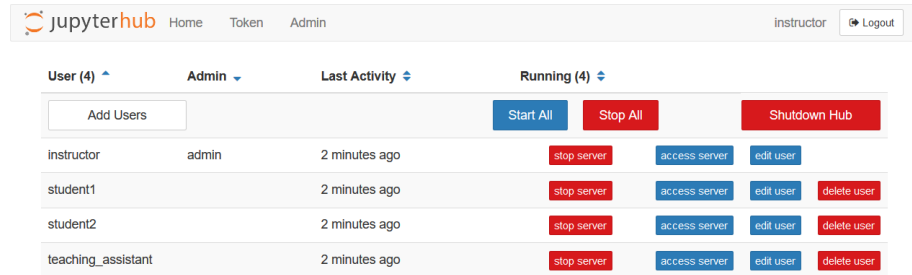 jupyterhub Home Token Admin instructor Logout
User (4) Admin Last Activity Running (4)
Add Users Start All Stop All Shutdown Hub
instructor admin 2 minutes ago stop server access server edit user
student1 2 minutes ago stop server access server edit user delete user
student2 2 minutes ago stop server access server edit user delete user
teaching_assistant 2 minutes ago stop server access server edit user delete user